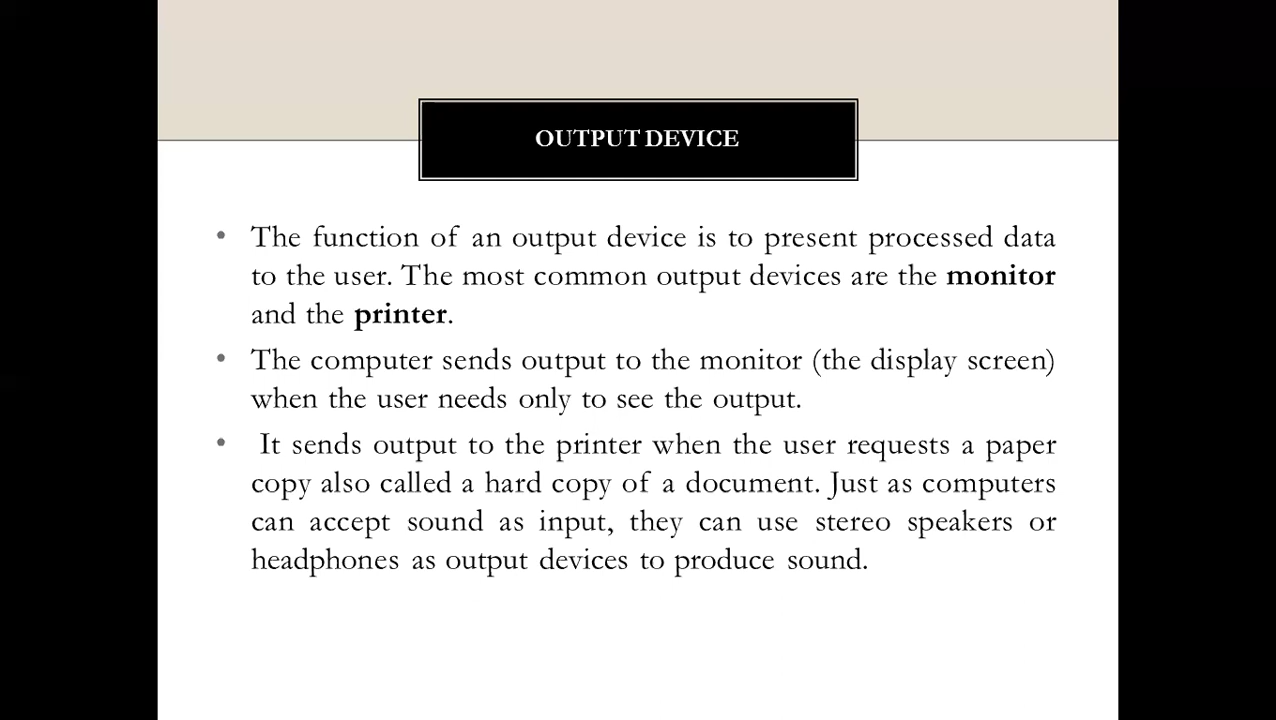 OUTPUT DEVICE
• The function of an output device is to present processed data
to the user. The most common output devices are the monitor
and the printer.
• The computer sends output to the monitor (the display screen)
when the user needs only to see the output.
• It sends output to the printer when the user requests a paper
copy also called a hard copy of a document. Just as computers
can accept sound as input, they can use stereo speakers or
headphones as output devices to produce sound.